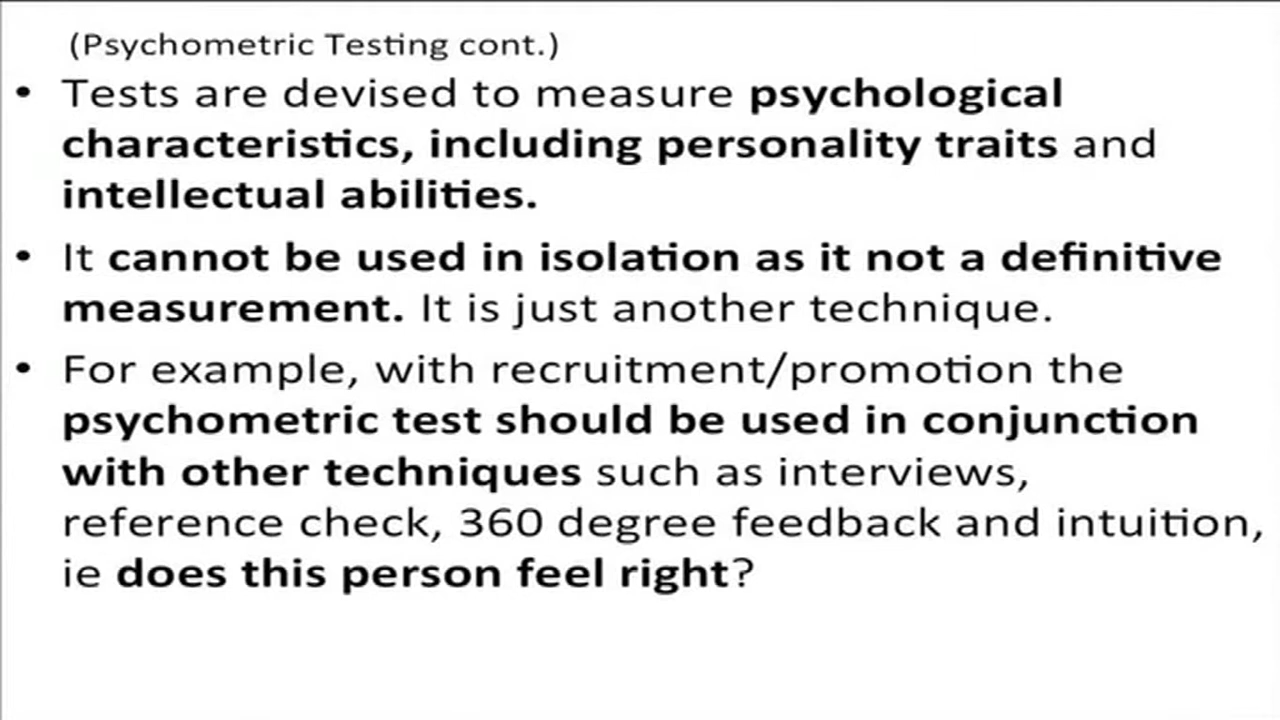 (Psychometric Testing cont.)
• Tests are devised to measure psychological
characteristics, including personality traits and
intellectual abilities.
• It cannot be used in isolation as it not a definitive
measurement. It is just another technique.
• For example, with recruitment/promotion the
psychometric test should be used in conjunction
with other techniques such as interviews,
reference check, 360 degree feedback and intuition,
ie does this person feel right?